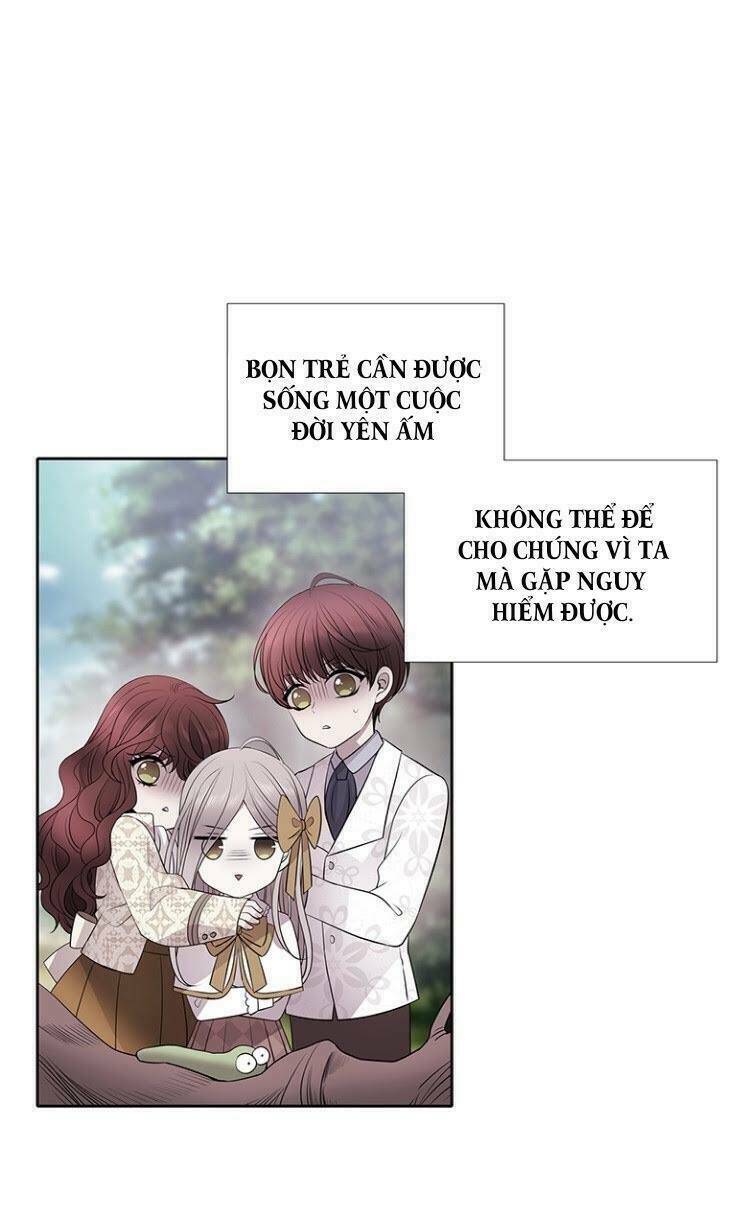 BỌN TRẺ CẦN ĐƯỢC
SỐNG MỘT CUỘC
ĐỜI YÊN ẤM
KHÔNG THỂ ĐỂ
CHO CHÚNG VÌ TA
MÀ GẶP NGUY
HIỂM ĐƯỢC.